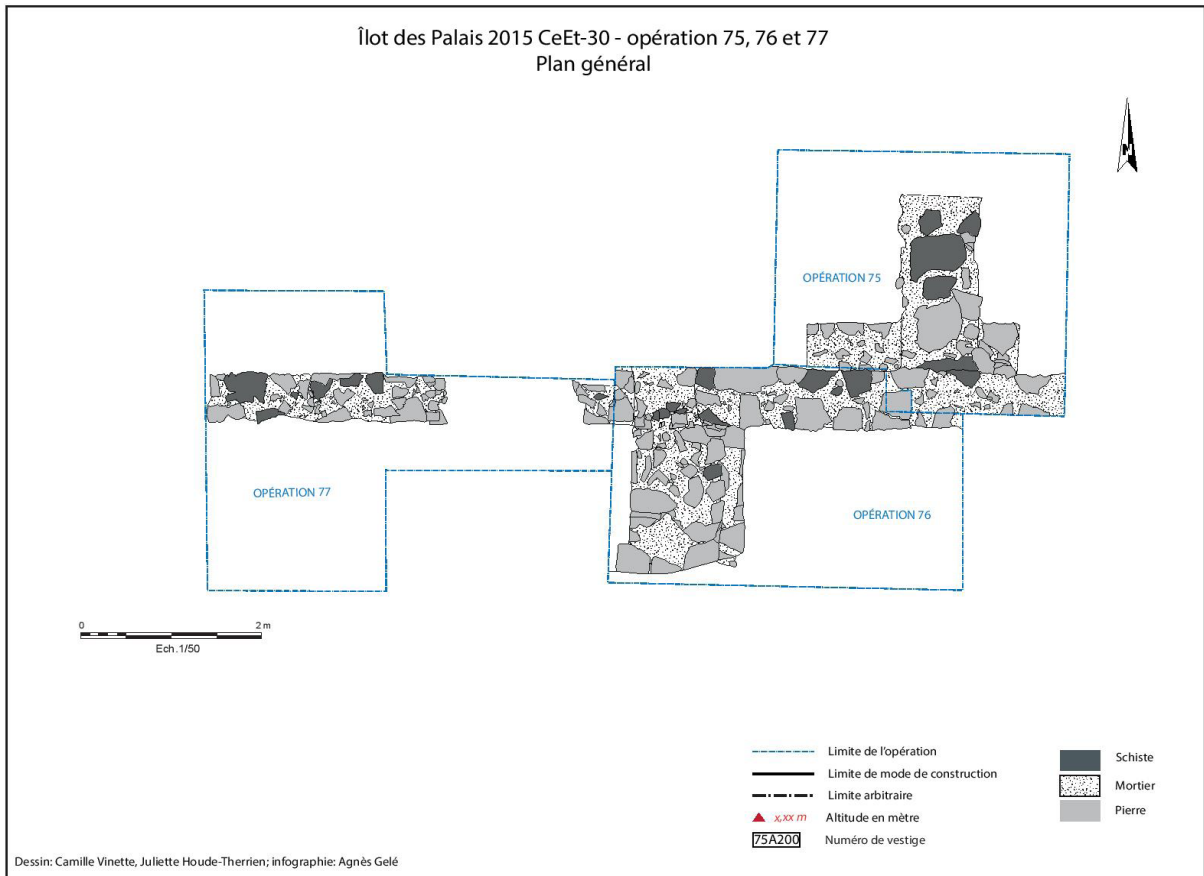 Îlot des Palais 2015 CeEt-30 - opération 75, 76 et 77
Plan général
N
OPÉRATION 75
OPÉRATION 77
OPÉRATION 76
0 2 m
Ech.1/50
Limite de l'opération
Limite de mode de construction
Limite arbitraire
x,xx m Altitude en mètre
75A200 Numéro de vestige
Schiste
Mortier
Pierre
Dessin: Camille Vinette, Juliette Houde-Therrien; infographie: Agnès Gelé